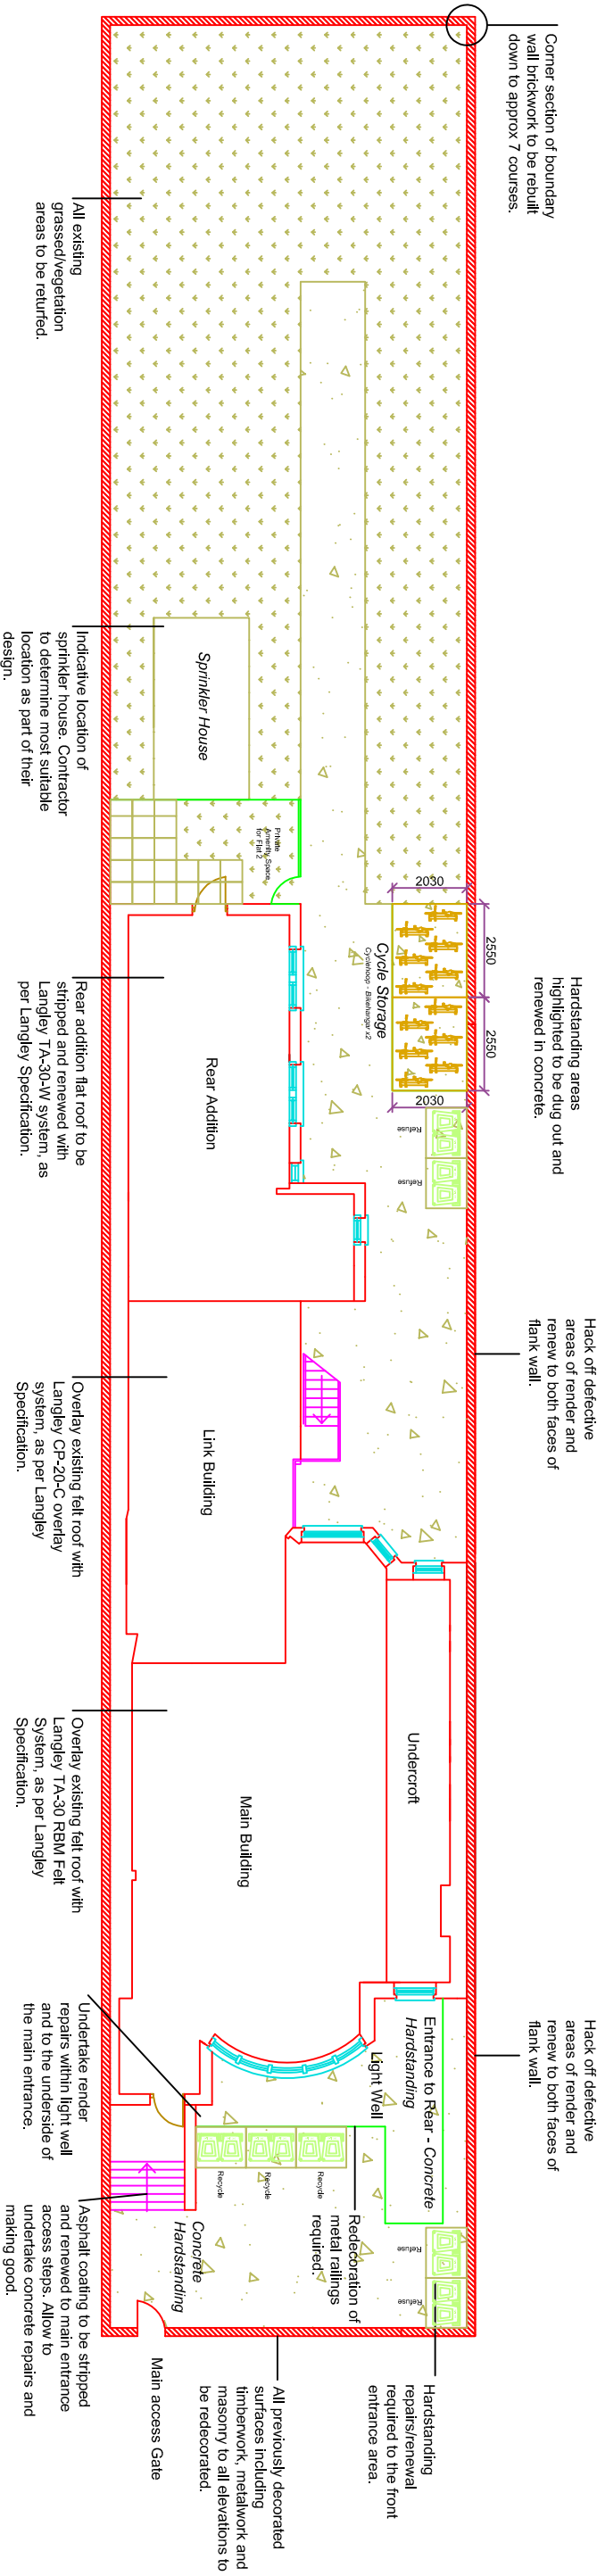 Corner section of boundary
wall brickwork to be rebuilt
down to approx 7 courses.
All existing
grassed/vegetation
areas to be returfed.
Indicative location of
sprinkler house. Contractor
to determine most suitable
location as part of their
design.
Sprinkler House
Private
Amenity Space
for Flat 2
2030
2550
2550
2030
Cycle Storage
Cyclehoop - Bikehangar x2
Hardstanding areas
highlighted to be dug out and
renewed in concrete.
Refuse
Refuse
Rear Addition
Rear addition flat roof to be
stripped and renewed with
Langley TA-30-W system, as
per Langley Specification.
Hack off defective
areas of render and
renew to both faces of
flank wall.
Link Building
Overlay existing felt roof with
Langley CP-20-C overlay
system, as per Langley
Specification.
Undercroft
Main Building
Overlay existing felt roof with
Langley TA-30 RBM Felt
System, as per Langley
Specification.
Hack off defective
areas of render and
renew to both faces of
flank wall.
Entrance to Rear - Concrete
Hardstanding
Light Well
Undertake render
repairs within light well
and to the underside of
the main entrance.
Recycle
Recycle
Recycle
Redecoration of
metal railings
required.
Refuse
Refuse
Concrete
Hardstanding
Asphalt coating to be stripped
and renewed to main entrance
access steps. Allow to
undertake concrete repairs and
making good.
Hardstanding
repairs/renewal
required to the front
entrance area.
All previously decorated
surfaces including
timberwork, metalwork and
masonry to all elevations to
be redecorated.
Main access Gate